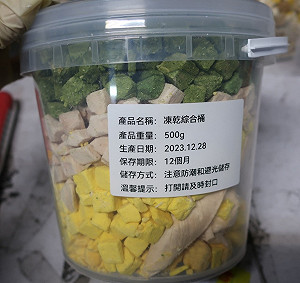 產品名稱: 凍乾綜合桶
產品重量: 500g
生產日期: 2023.12.28
保存期限: 12個月
儲存方式: 注意防潮和避光儲存
溫馨提示: 打開請及時封口